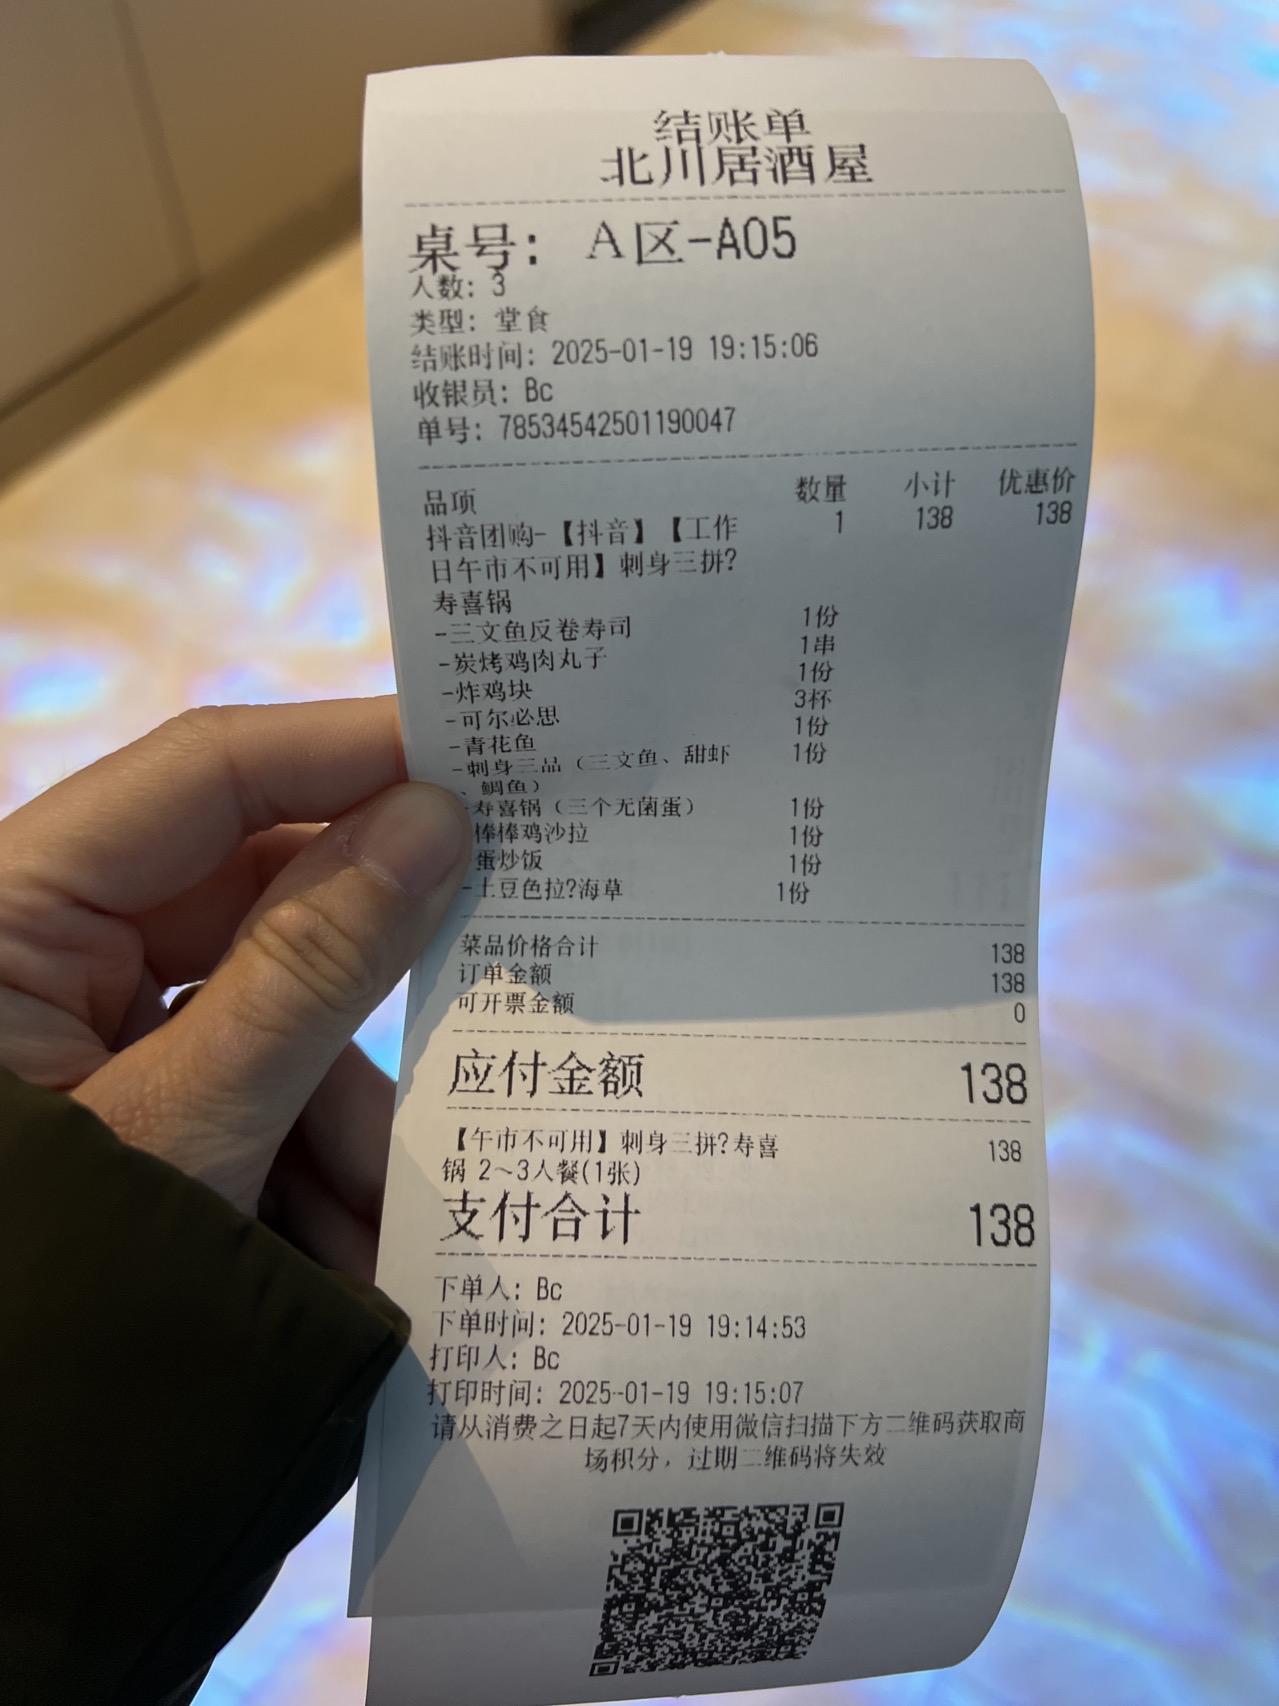 结账单
北川居酒屋
桌号: A区-A05
人数: 3
类型: 堂食
结账时间: 2025-01-19 19:15:06
收银员: Bc
单号: 78534542501190047
品项 数量 小计 优惠价
抖音团购-【抖音】【工作 1 138 138
日午市不可用】刺身三拼?
寿喜锅
-三文鱼反卷寿司 1份
-炭烤鸡肉丸子 1串
-炸鸡块 1份
-可尔必思 3杯
-青花鱼 1份
-刺身三品(三文鱼、甜虾 1份
、鲷鱼)
-寿喜锅(三个无菌蛋) 1份
棒棒鸡沙拉 1份
-蛋炒饭 1份
-土豆色拉?海草 1份
菜品价格合计 138
订单金额 138
可开票金额 0
应付金额 138
【午市不可用】刺身三拼?寿喜 138
锅 2~3人餐(1张)
支付合计 138
下单人: Bc
下单时间: 2025-01-19 19:14:53
打印人: Bc
打印时间: 2025-01-19 19:15:07
请从消费之日起7天内使用微信扫描下方二维码获取商
场积分，过期二维码将失效